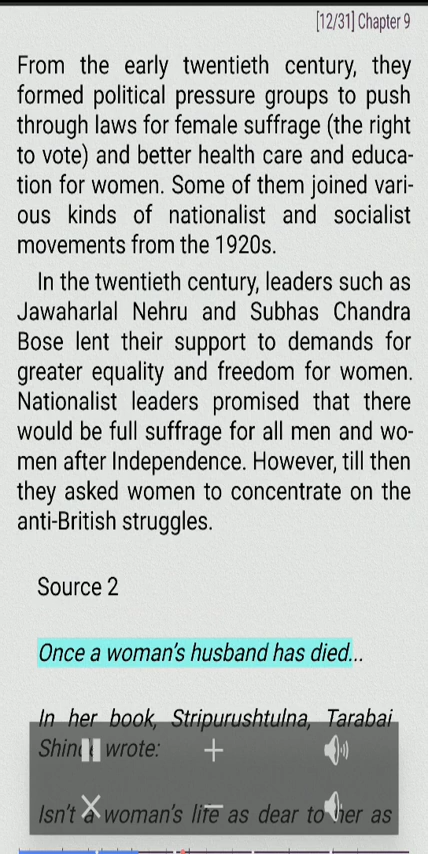 [12/31] Chapter 9
From the early twentieth century, they
formed political pressure groups to push
through laws for female suffrage (the right
to vote) and better health care and educa-
tion for women. Some of them joined vari-
ous kinds of nationalist and socialist
movements from the 1920s.
In the twentieth century, leaders such as
Jawaharlal Nehru and Subhas Chandra
Bose lent their support to demands for
greater equality and freedom for women.
Nationalist leaders promised that there
would be full suffrage for all men and wo-
men after Independence. However, till then
they asked women to concentrate on the
anti-British struggles.
Source 2
Once a woman's husband has died...
In her book, Stripurushtulna, Tarabai
Shinde wrote:
Isn't a woman's life as dear to her as